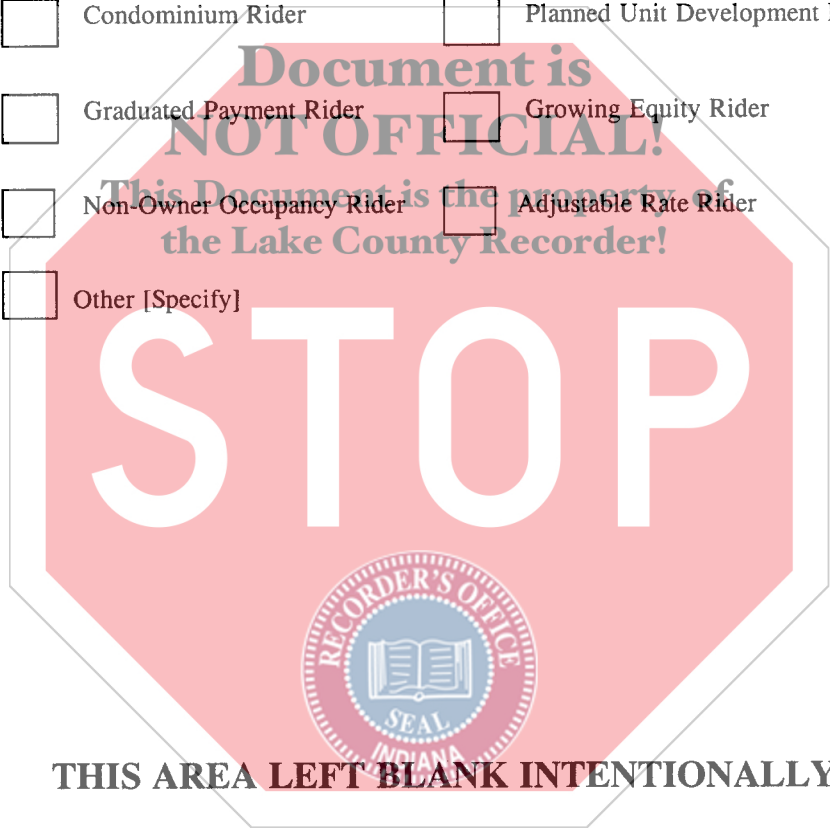 Condominium Rider Planned Unit Development
Document is
Graduated Payment Rider Growing Equity Rider
NOT OFFICIAL!
This Document is the property of
Non-Owner Occupancy Rider Adjustable Rate Rider
the Lake County Recorder!
Other [Specify]
STOP
RECORDER'S OFFICE
SEAL
INDIANA
THIS AREA LEFT BLANK INTENTIONALLY